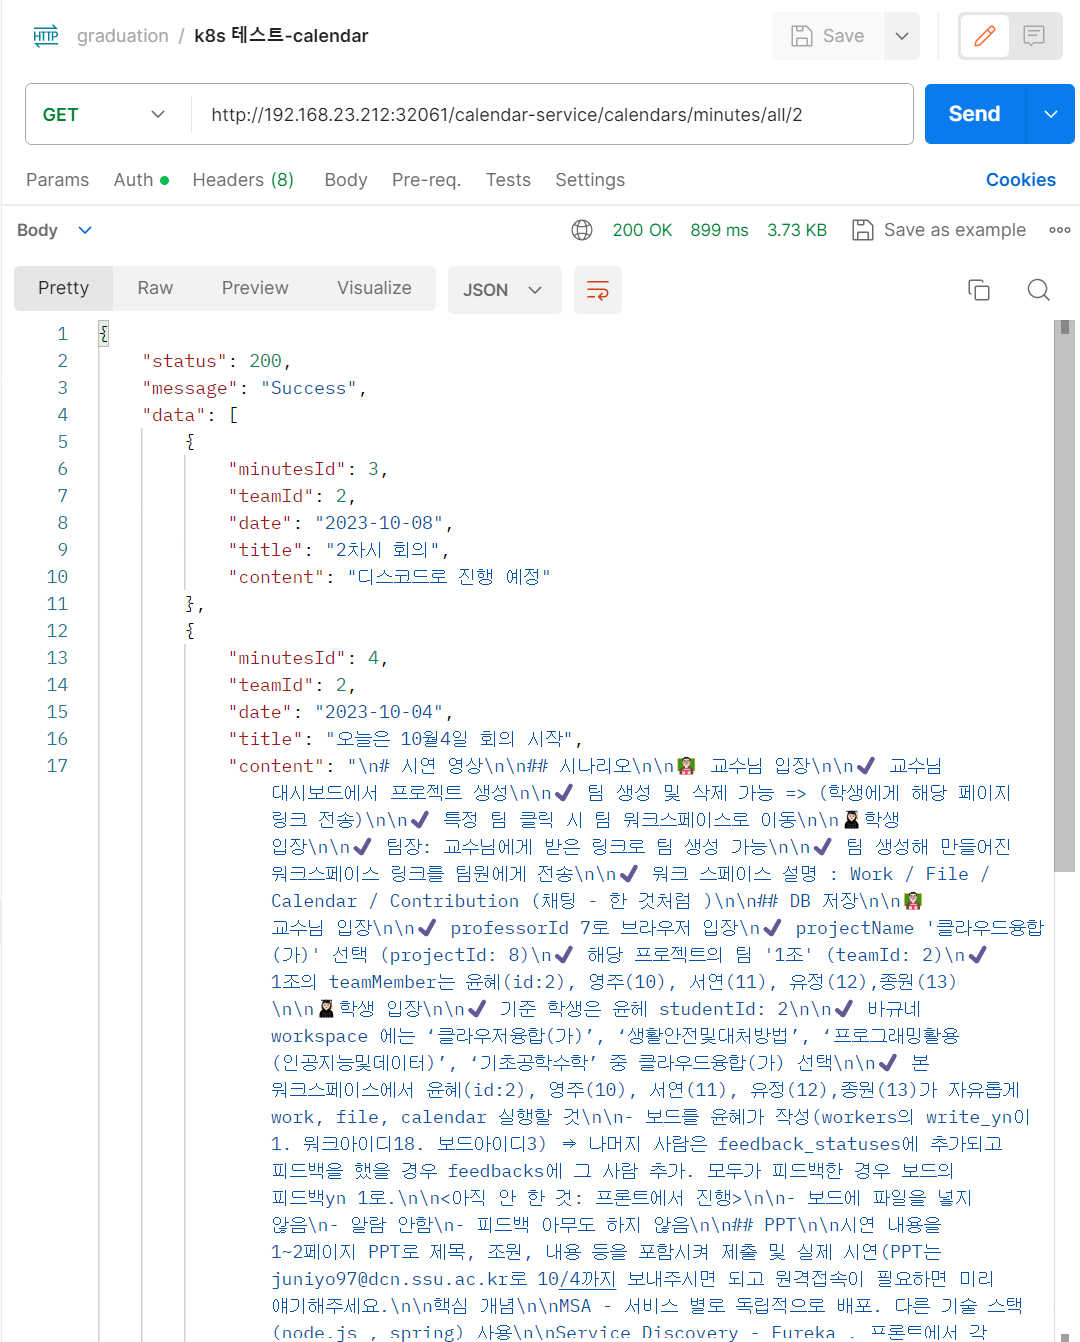 HTTP graduation / k8s 테스트-calendar Save
GET http://192.168.23.212:32061/calendar-service/calendars/minutes/all/2 Send
Params Auth Headers (8) Body Pre-req. Tests Settings Cookies
Body 200 OK 899 ms 3.73 KB Save as example
Pretty Raw Preview Visualize JSON
1 {
2 "status": 200,
3 "message": "Success",
4 "data": [
5 {
6 "minutesId": 3,
7 "teamId": 2,
8 "date": "2023-10-08",
9 "title": "2차시 회의",
10 "content": "디스코드로 진행 예정"
11 },
12 {
13 "minutesId": 4,
14 "teamId": 2,
15 "date": "2023-10-04",
16 "title": "오늘은 10월4일 회의 시작",
17 "content": "\n# 시연 영상\n\n## 시나리오\n\n👨🏻‍🏫 교수님 입장\n\n✔ 교수님
대시보드에서 프로젝트 생성\n\n✔ 팀 생성 및 삭제 가능 => (학생에게 해당 페이지
링크 전송)\n\n✔ 특정 팀 클릭 시 팀 워크스페이스로 이동\n\n👩🏻‍🎓학생
입장\n\n✔ 팀장: 교수님에게 받은 링크로 팀 생성 가능\n\n✔ 팀 생성해 만들어진
워크스페이스 링크를 팀원에게 전송\n\n✔ 워크 스페이스 설명 : Work / File /
Calendar / Contribution (채팅 - 한 것처럼 )\n\n## DB 저장\n\n👨🏻‍🏫
교수님 입장\n\n✔ professorId 7로 브라우저 입장\n✔ projectName '클라우드융합
(가)' 선택 (projectId: 8)\n✔ 해당 프로젝트의 팀 '1조' (teamId: 2)\n✔
1조의 teamMember는 윤혜(id:2), 영주(10), 서연(11), 유정(12),종원(13)
\n\n👩🏻‍🎓학생 입장\n\n✔ 기준 학생은 윤혜 studentId: 2\n\n✔ 바뀨네
workspace 에는 ‘클라우저융합(가)’, ‘생활안전및대처방법’, ‘프로그래밍활용
(인공지능및데이터)’, ‘기초공학수학’ 중 클라우드융합(가) 선택\n\n✔ 본
워크스페이스에서 윤혜(id:2), 영주(10), 서연(11), 유정(12),종원(13)가 자유롭게
work, file, calendar 실행할 것\n\n- 보드를 윤혜가 작성(workers의 write_yn이
1. 워크아이디18. 보드아이디3) ⇒ 나머지 사람은 feedback_statuses에 추가되고
피드백을 했을 경우 feedbacks에 그 사람 추가. 모두가 피드백한 경우 보드의
피드백yn 1로.\n\n<아직 안 한 것: 프론트에서 진행>\n\n- 보드에 파일을 넣지
않음\n- 알람 안함\n- 피드백 아무도 하지 않음\n\n## PPT\n\n시연 내용을
1~2페이지 PPT로 제목, 조원, 내용 등을 포함시켜 제출 및 실제 시연(PPT는
juniyo97@dcn.ssu.ac.kr로 10/4까지 보내주시면 되고 원격접속이 필요하면 미리
얘기해주세요.\n\n핵심 개념\n\nMSA - 서비스 별로 독립적으로 배포. 다른 기술 스택
(node.js , spring) 사용\n\nService Discovery - Eureka . 프론트에서 각